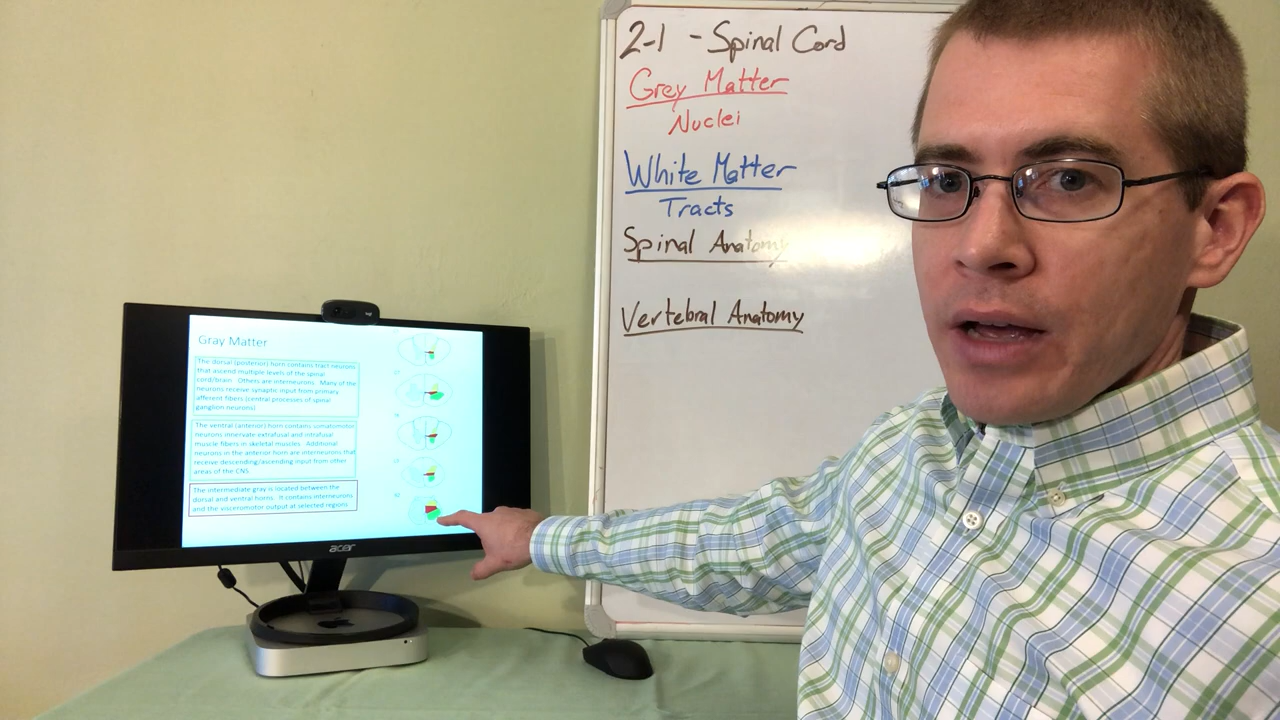 2-1 - Spinal Cord
Grey Matter
Nuclei
White Matter
Tracts
Spinal Anatomy
Vertebral Anatomy
Gray Matter
The dorsal (posterior) horn contains tract neurons
that ascend multiple levels of the spinal
cord/brain. Others are interneurons. Many of the
neurons receive synaptic input from primary
afferent fibers (central processes of spinal
ganglion neurons)
The ventral (anterior) horn contains somatomotor
neurons innervate extrafusal and intrafusal
muscle fibers in skeletal muscles. Additional
neurons in the anterior horn are interneurons that
receive descending/ascending input from other
areas of the CNS.
The intermediate gray is located between the
dorsal and ventral horns. It contains interneurons
and the visceromotor output at selected regions
acer